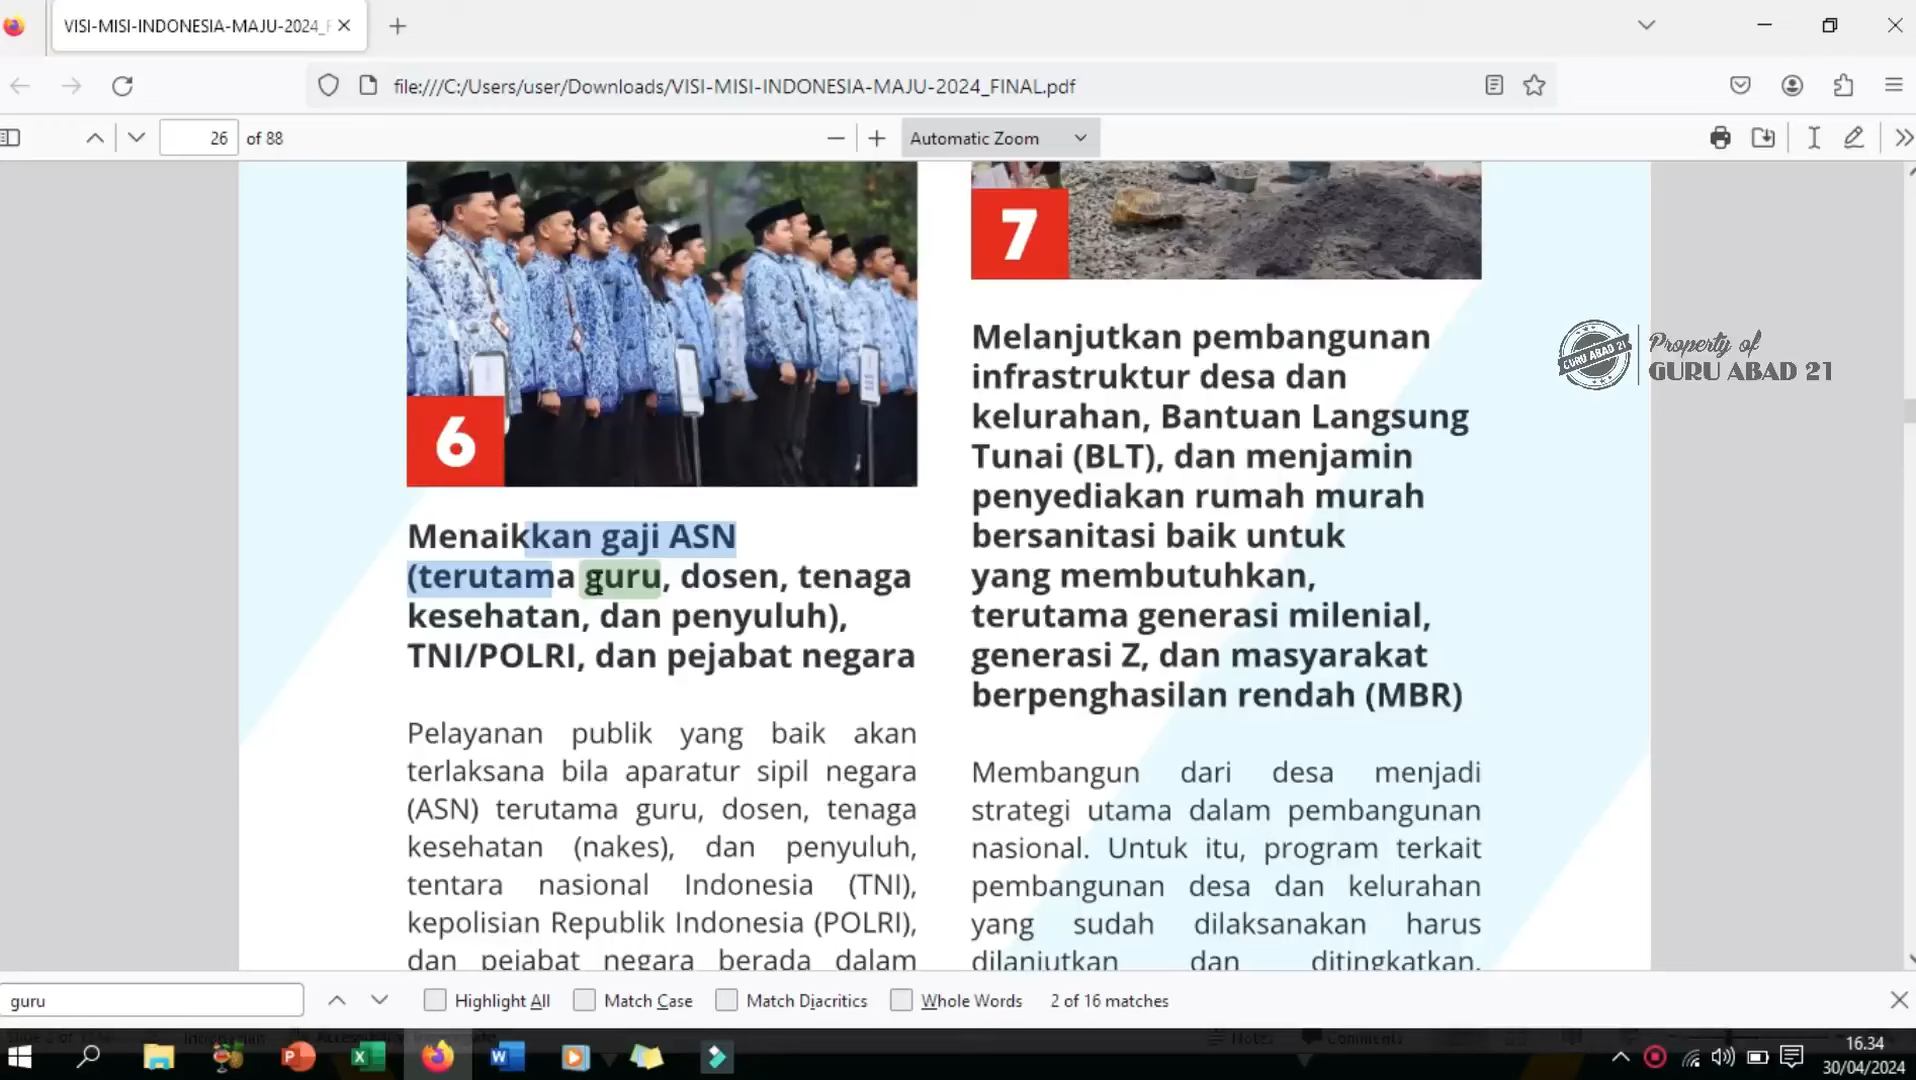 VISI-MISI-INDONESIA-MAJU-2024_F
file:///C:/Users/user/Downloads/VISI-MISI-INDONESIA-MAJU-2024_FINAL.pdf
26 of 88
Automatic Zoom
6
Menaikkan gaji ASN
(terutama guru, dosen, tenaga
kesehatan, dan penyuluh),
TNI/POLRI, dan pejabat negara
Pelayanan publik yang baik akan
terlaksana bila aparatur sipil negara
(ASN) terutama guru, dosen, tenaga
kesehatan (nakes), dan penyuluh,
tentara nasional Indonesia (TNI),
kepolisian Republik Indonesia (POLRI),
dan pejabat negara berada dalam
7
Melanjutkan pembangunan
infrastruktur desa dan
kelurahan, Bantuan Langsung
Tunai (BLT), dan menjamin
penyediakan rumah murah
bersanitasi baik untuk
yang membutuhkan,
terutama generasi milenial,
generasi Z, dan masyarakat
berpenghasilan rendah (MBR)
Membangun dari desa menjadi
strategi utama dalam pembangunan
nasional. Untuk itu, program terkait
pembangunan desa dan kelurahan
yang sudah dilaksanakan harus
dilanjutkan dan ditingkatkan.
GURU ABAD 21
Property of
GURU ABAD 21
guru
Highlight All
Match Case
Match Diacritics
Whole Words
2 of 16 matches
Notes
Comments
16.34
30/04/2024